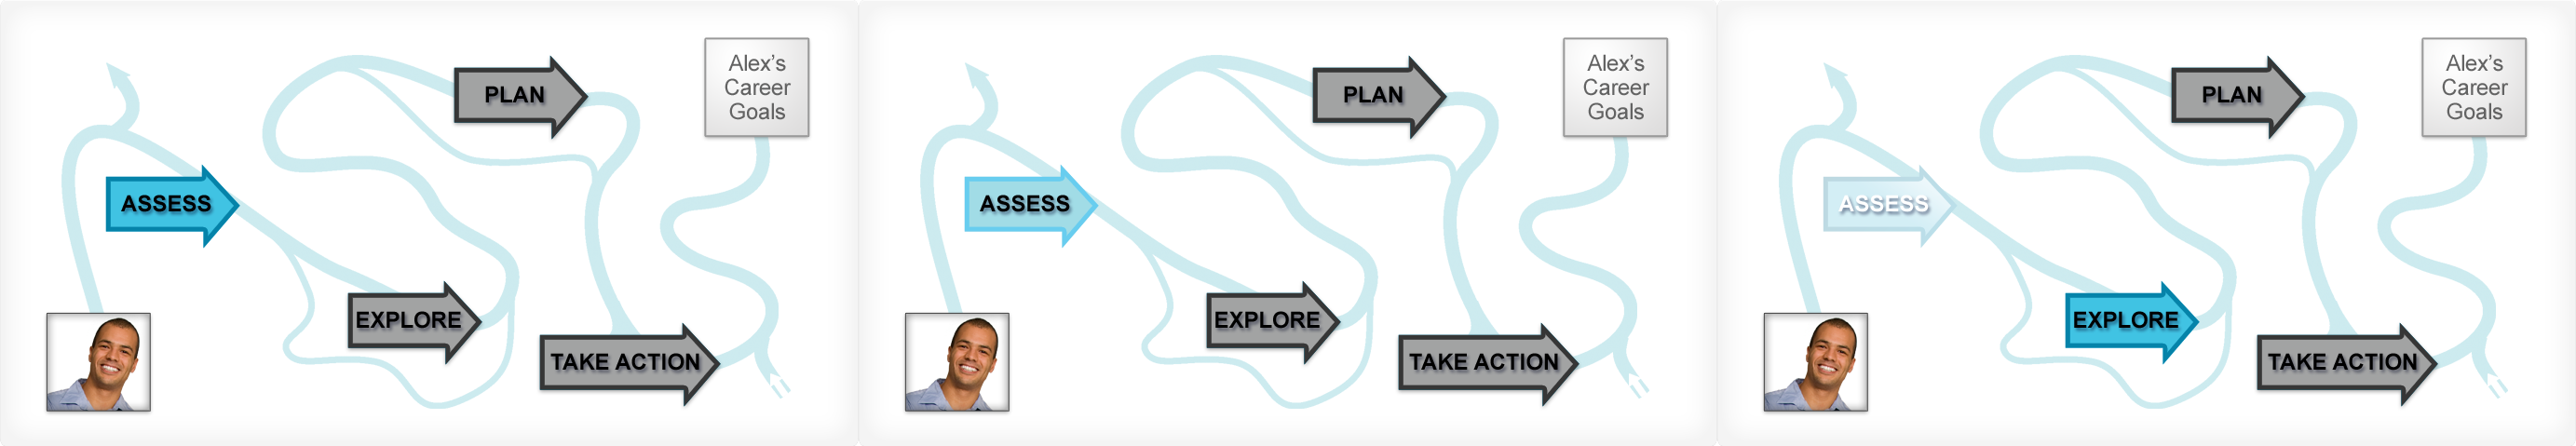 PLAN
Alex's
Career
Goals
ASSESS
EXPLORE
TAKE ACTION
PLAN
Alex's
Career
Goals
ASSESS
EXPLORE
TAKE ACTION
PLAN
Alex's
Career
Goals
ASSESS
EXPLORE
TAKE ACTION